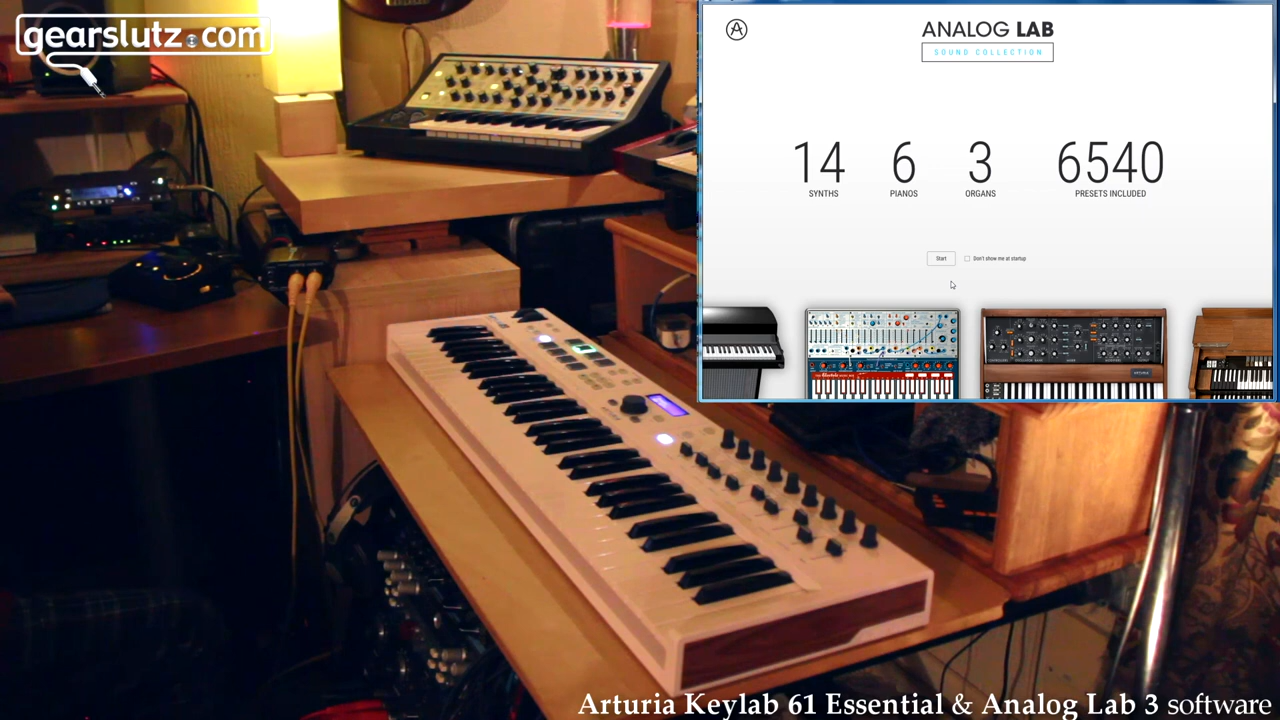 gearslutz.com
ANALOG LAB
SOUND COLLECTION
14 6 3 6540
SYNTHS PIANOS ORGANS PRESETS INCLUDED
Start Don't show me at startup
Arturia Keylab 61 Essential & Analog Lab 3 software